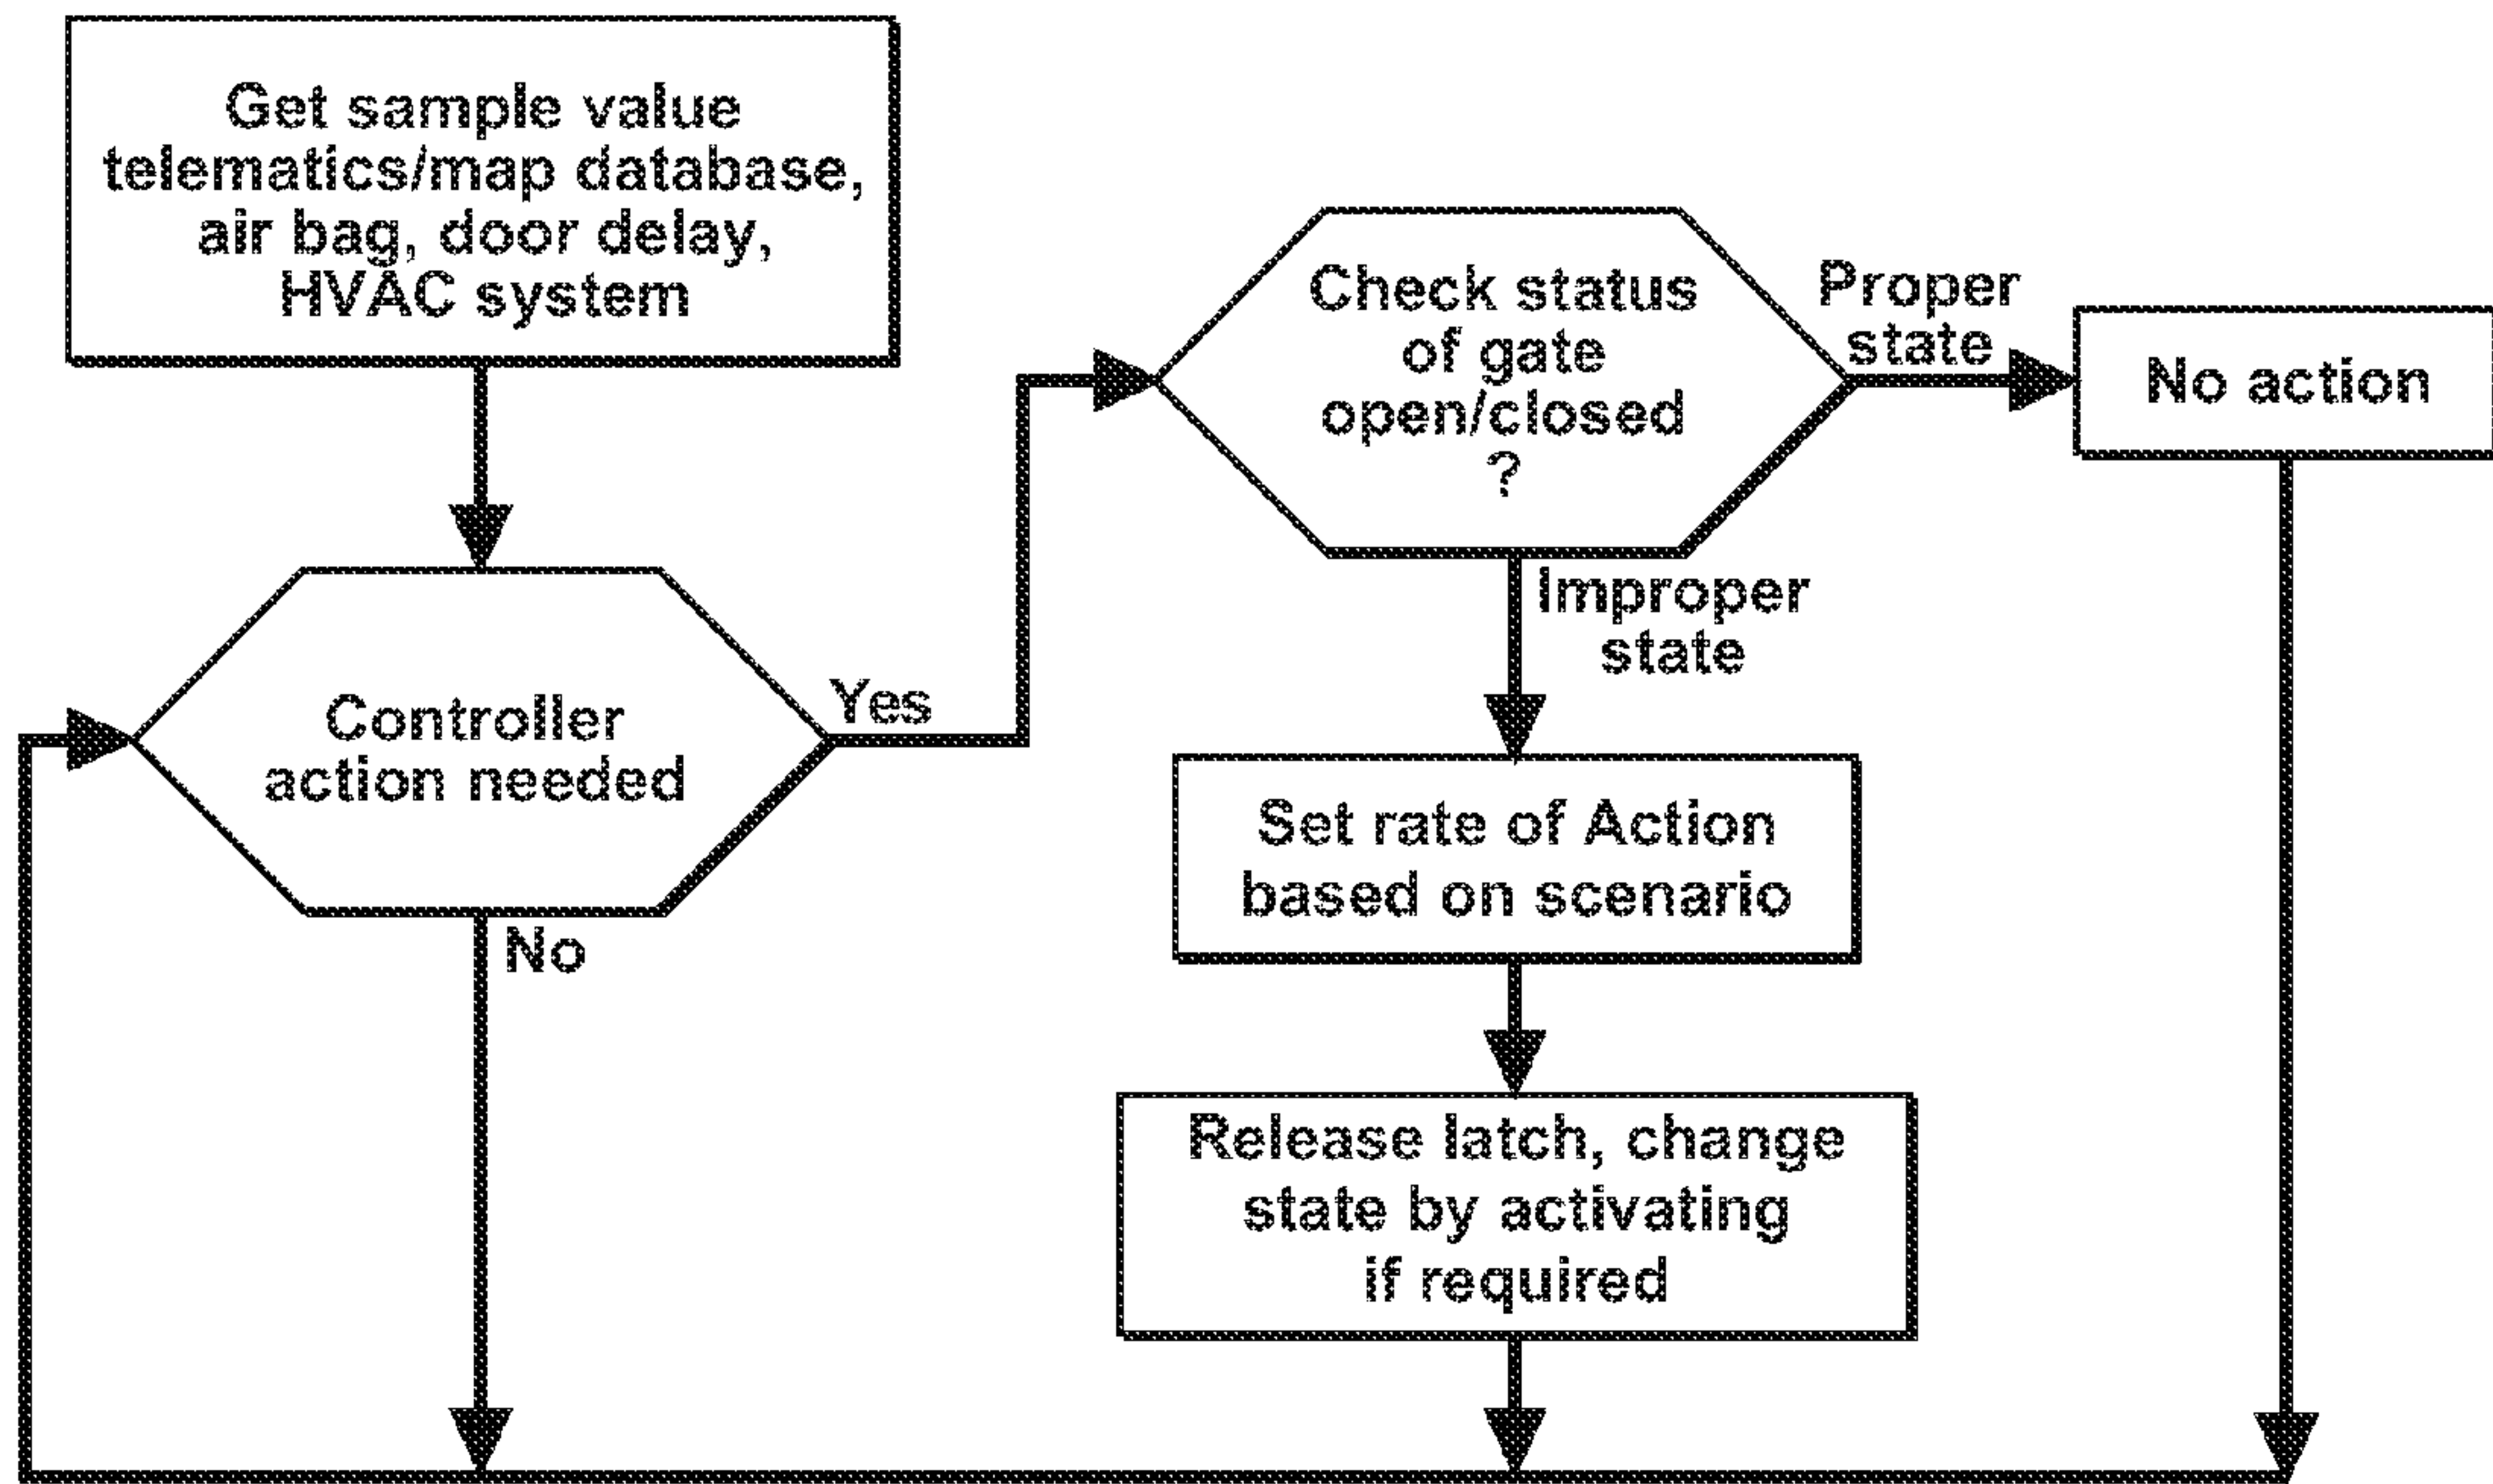 Get sample value
telematics/map database,
air bag, door delay,
HVAC system
Controller
action needed
Yes
No
Check status
of gate
open/closed
?
Proper
state
No action
Improper
state
Set rate of Action
based on scenario
Release latch, change
state by activating
if required